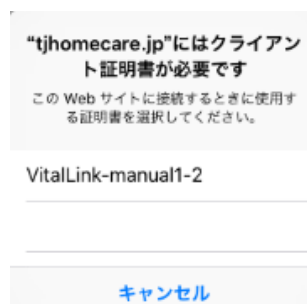 “tjhomecare.jp”にはクライアン
ト証明書が必要です
この Web サイトに接続するときに使用す
る証明書を選択してください。
VitalLink-manual1-2
キャンセル